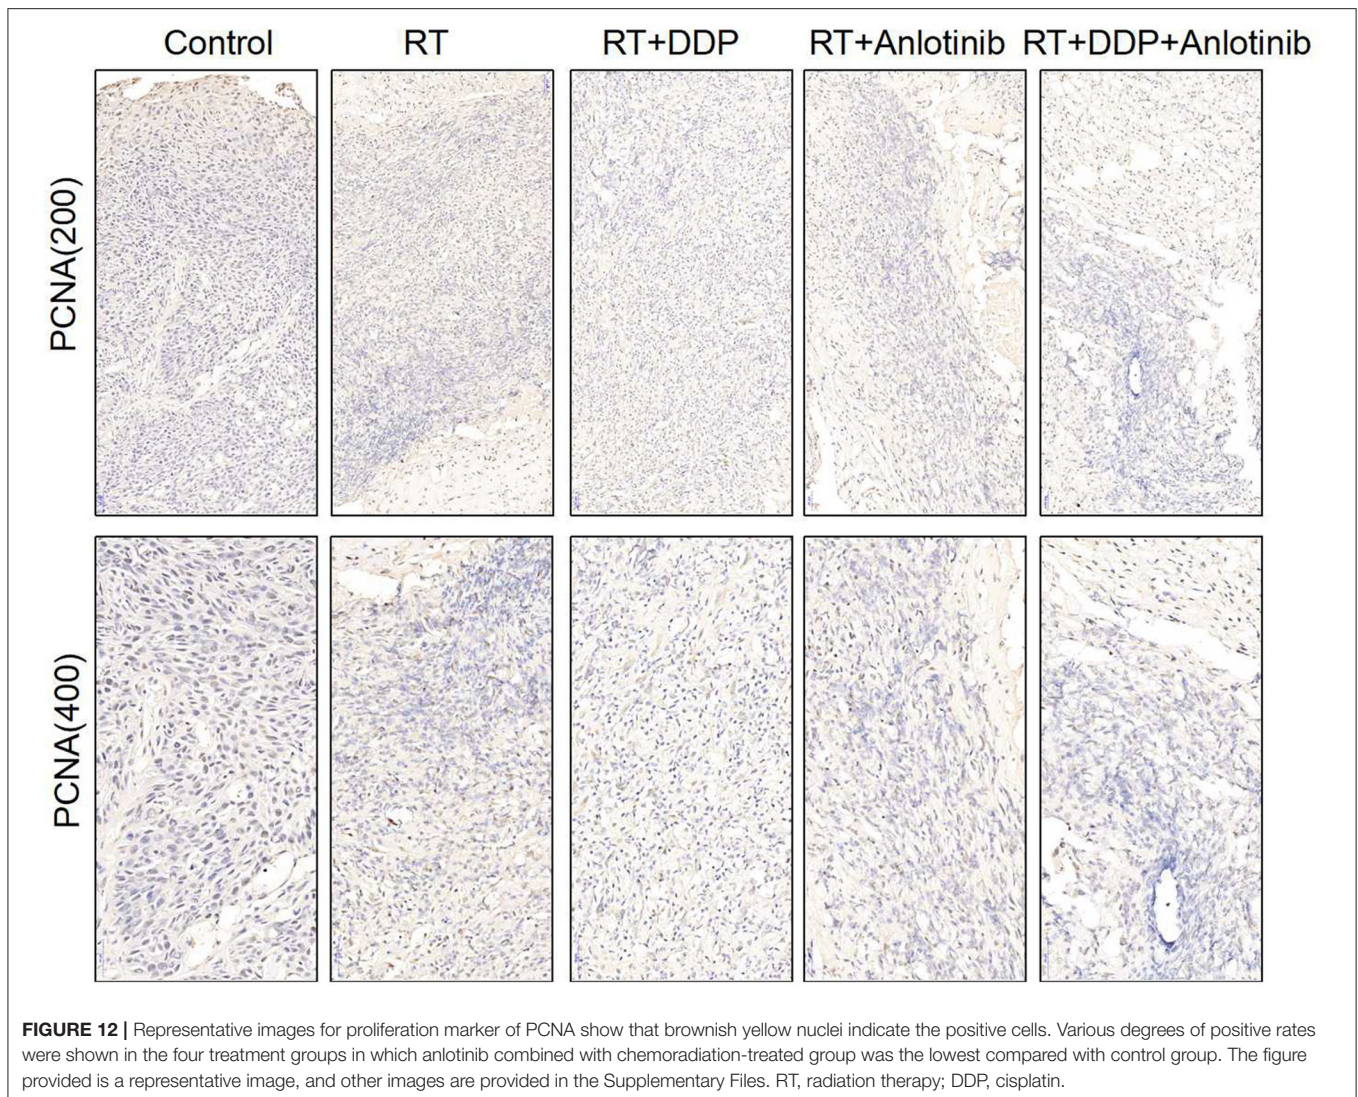 Control RT RT+DDP RT+Anlotinib RT+DDP+Anlotinib
PCNA(200)
PCNA(400)
FIGURE 12 | Representative images for proliferation marker of PCNA show that brownish yellow nuclei indicate the positive cells. Various degrees of positive rates
were shown in the four treatment groups in which anlotinib combined with chemoradiation-treated group was the lowest compared with control group. The figure
provided is a representative image, and other images are provided in the Supplementary Files. RT, radiation therapy; DDP, cisplatin.